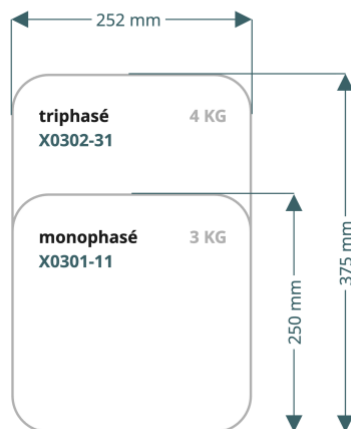 252 mm
triphasé 4 KG
X0302-31
monophasé 3 KG
X0301-11
250 mm
375 mm